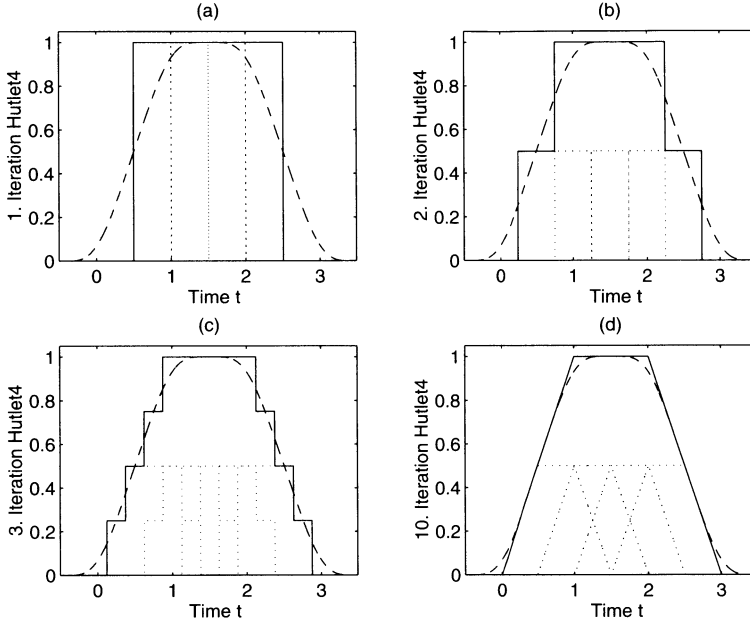 (a)
1. Iteration Hutlet4
1
0.8
0.6
0.4
0.2
0
0 1 2 3
Time t
(b)
2. Iteration Hutlet4
1
0.8
0.6
0.4
0.2
0
0 1 2 3
Time t
(c)
3. Iteration Hutlet4
1
0.8
0.6
0.4
0.2
0
0 1 2 3
Time t
(d)
10. Iteration Hutlet4
1
0.8
0.6
0.4
0.2
0
0 1 2 3
Time t